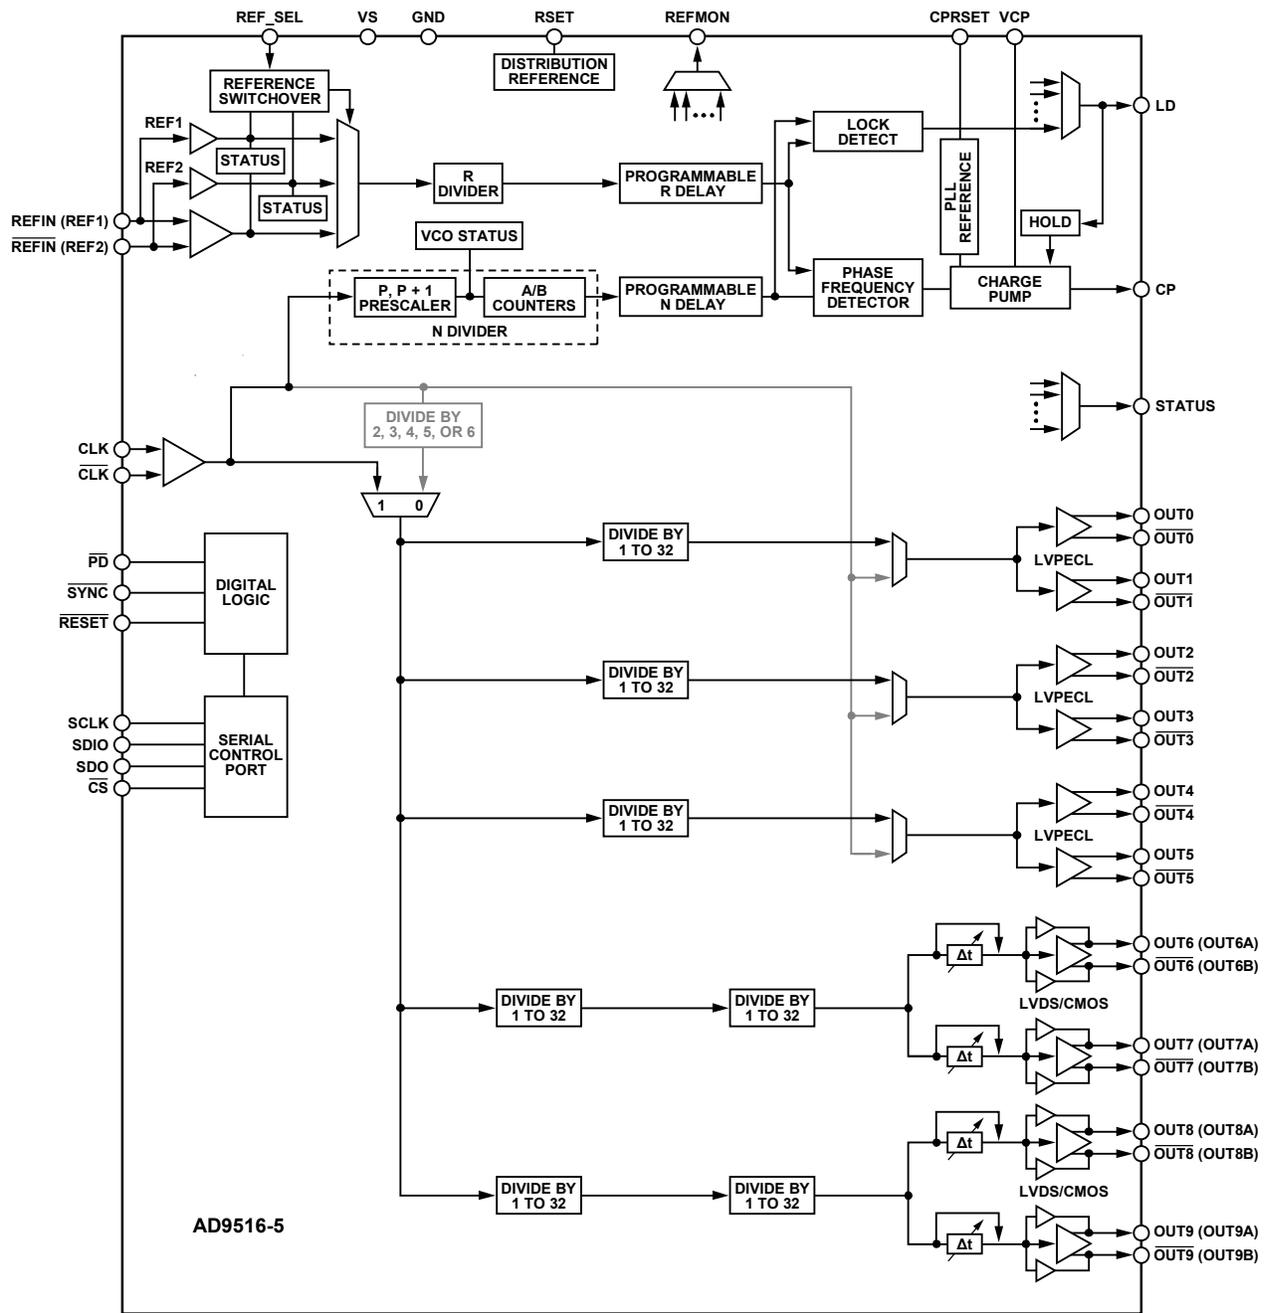 REF_SEL VS GND RSET REFMON CPRSET VCP
DISTRIBUTION
REFERENCE
REFERENCE
SWITCHOVER
REF1
STATUS
REF2
STATUS
REFIN (REF1)
REFIN (REF2)
R
DIVIDER
PROGRAMMABLE
R DELAY
LOCK
DETECT
LD
PLL
REFERENCE
HOLD
VCO STATUS
P, P + 1
PRESCALER
A/B
COUNTERS
N DIVIDER
PROGRAMMABLE
N DELAY
PHASE
FREQUENCY
DETECTOR
CHARGE
PUMP
CP
DIVIDE BY
2, 3, 4, 5, OR 6
STATUS
CLK
CLK
1 0
PD
SYNC
RESET
DIGITAL
LOGIC
SCLK
SDIO
SDO
CS
SERIAL
CONTROL
PORT
DIVIDE BY
1 TO 32
LVPECL
OUT0
OUT0
OUT1
OUT1
DIVIDE BY
1 TO 32
LVPECL
OUT2
OUT2
OUT3
OUT3
DIVIDE BY
1 TO 32
LVPECL
OUT4
OUT4
OUT5
OUT5
DIVIDE BY
1 TO 32
DIVIDE BY
1 TO 32
Δt
Δt
LVDS/CMOS
OUT6 (OUT6A)
OUT6 (OUT6B)
OUT7 (OUT7A)
OUT7 (OUT7B)
DIVIDE BY
1 TO 32
DIVIDE BY
1 TO 32
Δt
Δt
LVDS/CMOS
OUT8 (OUT8A)
OUT8 (OUT8B)
OUT9 (OUT9A)
OUT9 (OUT9B)
AD9516-5